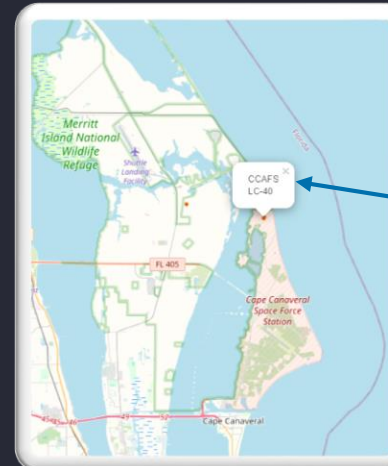 Merritt
Island National
Wildlife
Refuge
Shuttle
Landing
Facility
Florida
CCAFS
LC-40
×
FL 405
Cape Canaveral
Space Force
Station
Cape Canaveral